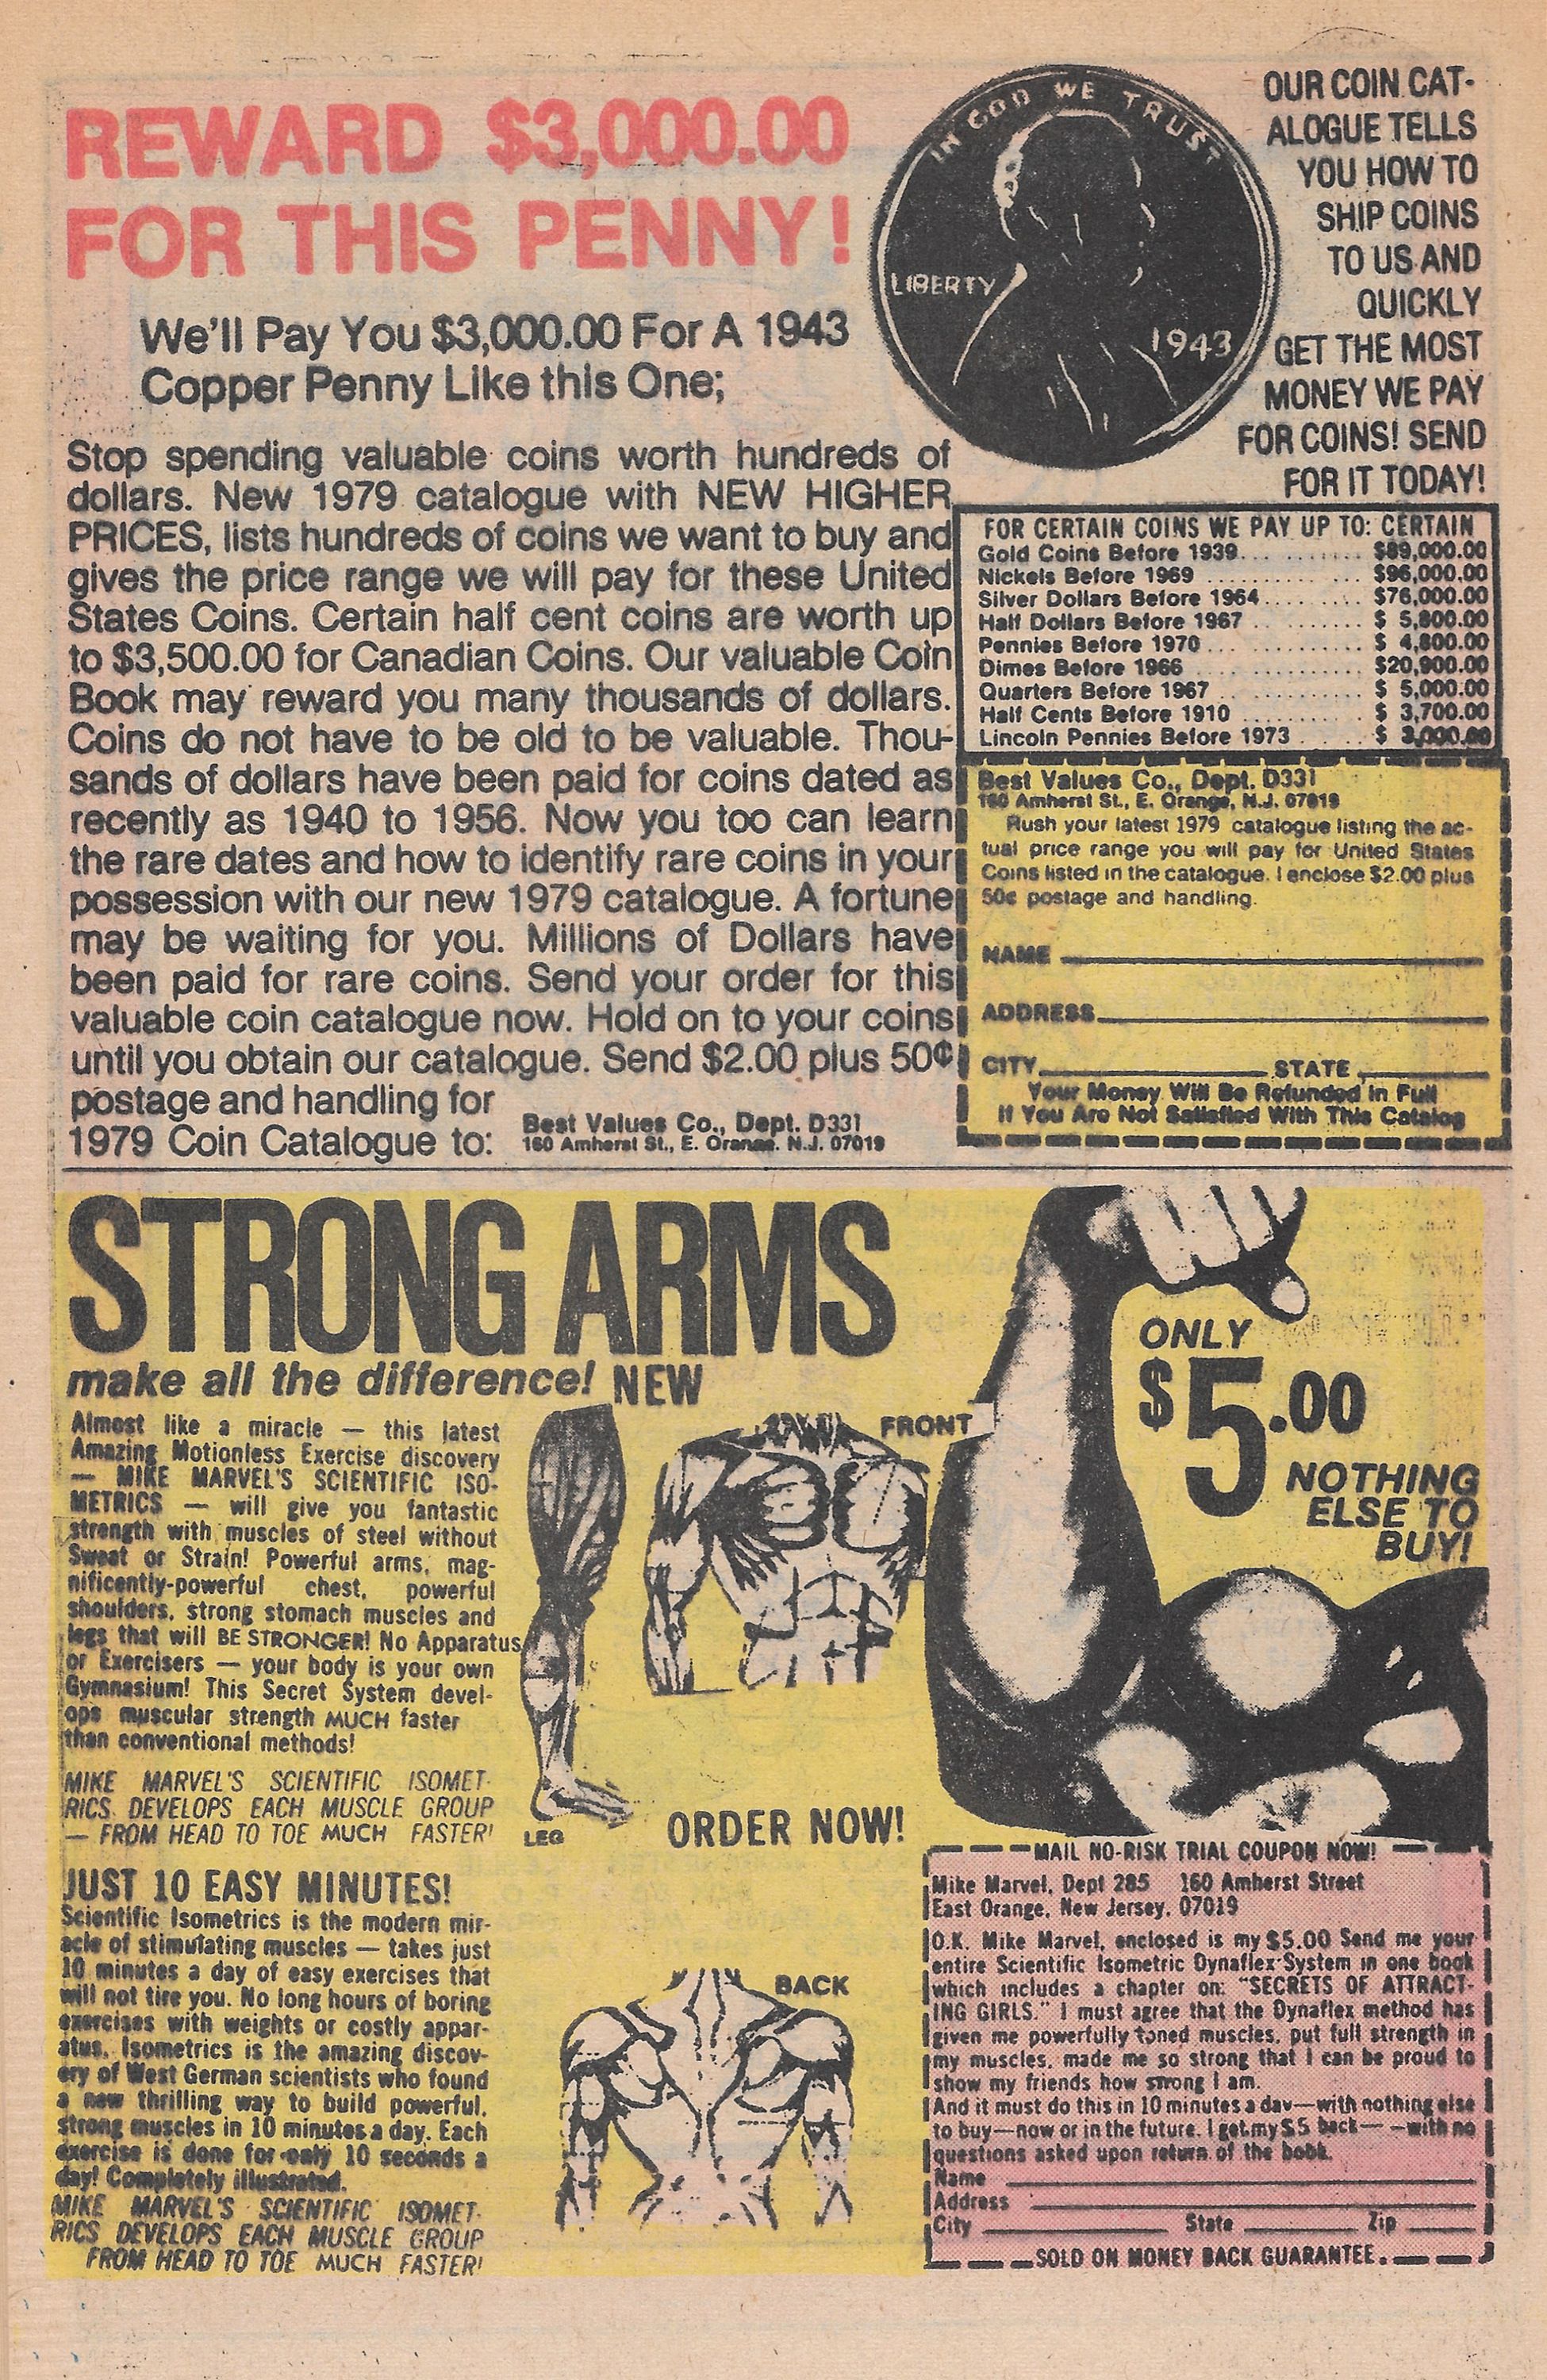 REWARD $3,000.00
FOR THIS PENNY!
We'll Pay You $3,000.00 For A 1943
Copper Penny Like this One;
IN GOD WE TRUST
LIBERTY
1943
OUR COIN CAT-
ALOGUE TELLS
YOU HOW TO
SHIP COINS
TO US AND
QUICKLY
GET THE MOST
MONEY WE PAY
FOR COINS! SEND
FOR IT TODAY!
Stop spending valuable coins worth hundreds of
dollars. New 1979 catalogue with NEW HIGHER
PRICES, lists hundreds of coins we want to buy and
gives the price range we will pay for these United
States Coins. Certain half cent coins are worth up
to $3,500.00 for Canadian Coins. Our valuable Coin
Book may reward you many thousands of dollars.
Coins do not have to be old to be valuable. Thou-
sands of dollars have been paid for coins dated as
recently as 1940 to 1956. Now you too can learn
the rare dates and how to identify rare coins in your
possession with our new 1979 catalogue. A fortune
may be waiting for you. Millions of Dollars have
been paid for rare coins. Send your order for this
valuable coin catalogue now. Hold on to your coins
until you obtain our catalogue. Send $2.00 plus 50¢
postage and handling for
1979 Coin Catalogue to:
Best Values Co., Dept. D331
160 Amherst St., E. Orange, N.J. 07019
FOR CERTAIN COINS WE PAY UP TO: CERTAIN
Gold Coins Before 1939... ......... $89,000.00
Nickels Before 1969 ............... $96,000.00
Silver Dollars Before 1964......... $76,000.00
Half Dollars Before 1967 .......... $ 5,800.00
Pennies Before 1970... ............ $ 4,800.00
Dimes Before 1966 ................. $20,900.00
Quarters Before 1967 .............. $ 5,000.00
Half Cents Before 1910 ............ $ 3,700.00
Lincoln Pennies Before 1973 ....... $ 3,000.00
Best Values Co., Dept. D331
160 Amherst St., E. Orange, N.J. 07019
Rush your latest 1979 catalogue listing the ac-
tual price range you will pay for United States
Coins listed in the catalogue. I enclose $2.00 plus
50¢ postage and handling.
NAME
ADDRESS
CITY STATE
Your Money Will Be Refunded In Full
If You Are Not Satisfied With This Catalog
STRONG ARMS
make all the difference! NEW
Almost like a miracle — this latest
Amazing Motionless Exercise discovery
— MIKE MARVEL'S SCIENTIFIC ISO-
METRICS — will give you fantastic
strength with muscles of steel without
Sweat or Strain! Powerful arms, mag-
nificently-powerful chest, powerful
shoulders, strong stomach muscles and
legs that will BE STRONGER! No Apparatus
or Exercisers — your body is your own
Gymnasium! This Secret System devel-
ops muscular strength MUCH faster
than conventional methods!
MIKE MARVEL'S SCIENTIFIC ISOMET-
RICS DEVELOPS EACH MUSCLE GROUP
— FROM HEAD TO TOE MUCH FASTER!
JUST 10 EASY MINUTES!
Scientific Isometrics is the modern mir-
acle of stimulating muscles — takes just
10 minutes a day of easy exercises that
will not tire you. No long hours of boring
exercises with weights or costly appar-
atus. Isometrics is the amazing discov-
ery of West German scientists who found
a new thrilling way to build powerful,
strong muscles in 10 minutes a day. Each
exercise is done for only 10 seconds a
day! Completely illustrated.
MIKE MARVEL'S SCIENTIFIC ISOMET-
RICS DEVELOPS EACH MUSCLE GROUP
FROM HEAD TO TOE MUCH FASTER!
FRONT
LEG
ORDER NOW!
BACK
ONLY
$5.00
NOTHING
ELSE TO
BUY!
MAIL NO-RISK TRIAL COUPON NOW!
Mike Marvel, Dept 285 160 Amherst Street
East Orange, New Jersey, 07019
O.K. Mike Marvel, enclosed is my $5.00 Send me your
entire Scientific Isometric Dynaflex System in one book
which includes a chapter on: "SECRETS OF ATTRACT-
ING GIRLS." I must agree that the Dynaflex method has
given me powerfully toned muscles, put full strength in
my muscles, made me so strong that I can be proud to
show my friends how strong I am.
And it must do this in 10 minutes a day—with nothing else
to buy—now or in the future. I get my $5 back— —with no
questions asked upon return of the book.
Name
Address
City State Zip
SOLD ON MONEY BACK GUARANTEE.